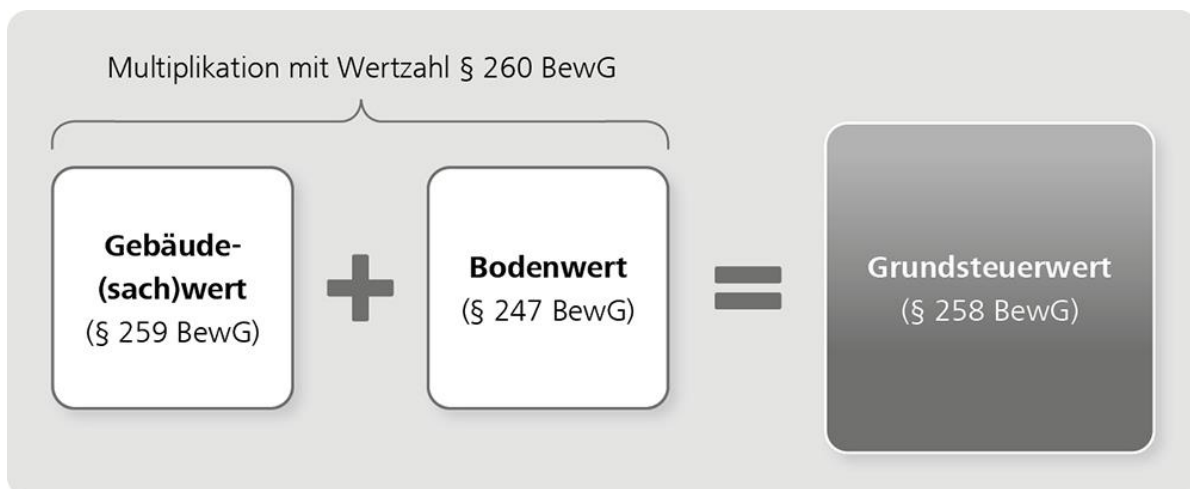 Multiplikation mit Wertzahl § 260 BewG
Gebäude-
(sach)wert
(§ 259 BewG)
+
Bodenwert
(§ 247 BewG)
=
Grundsteuerwert
(§ 258 BewG)